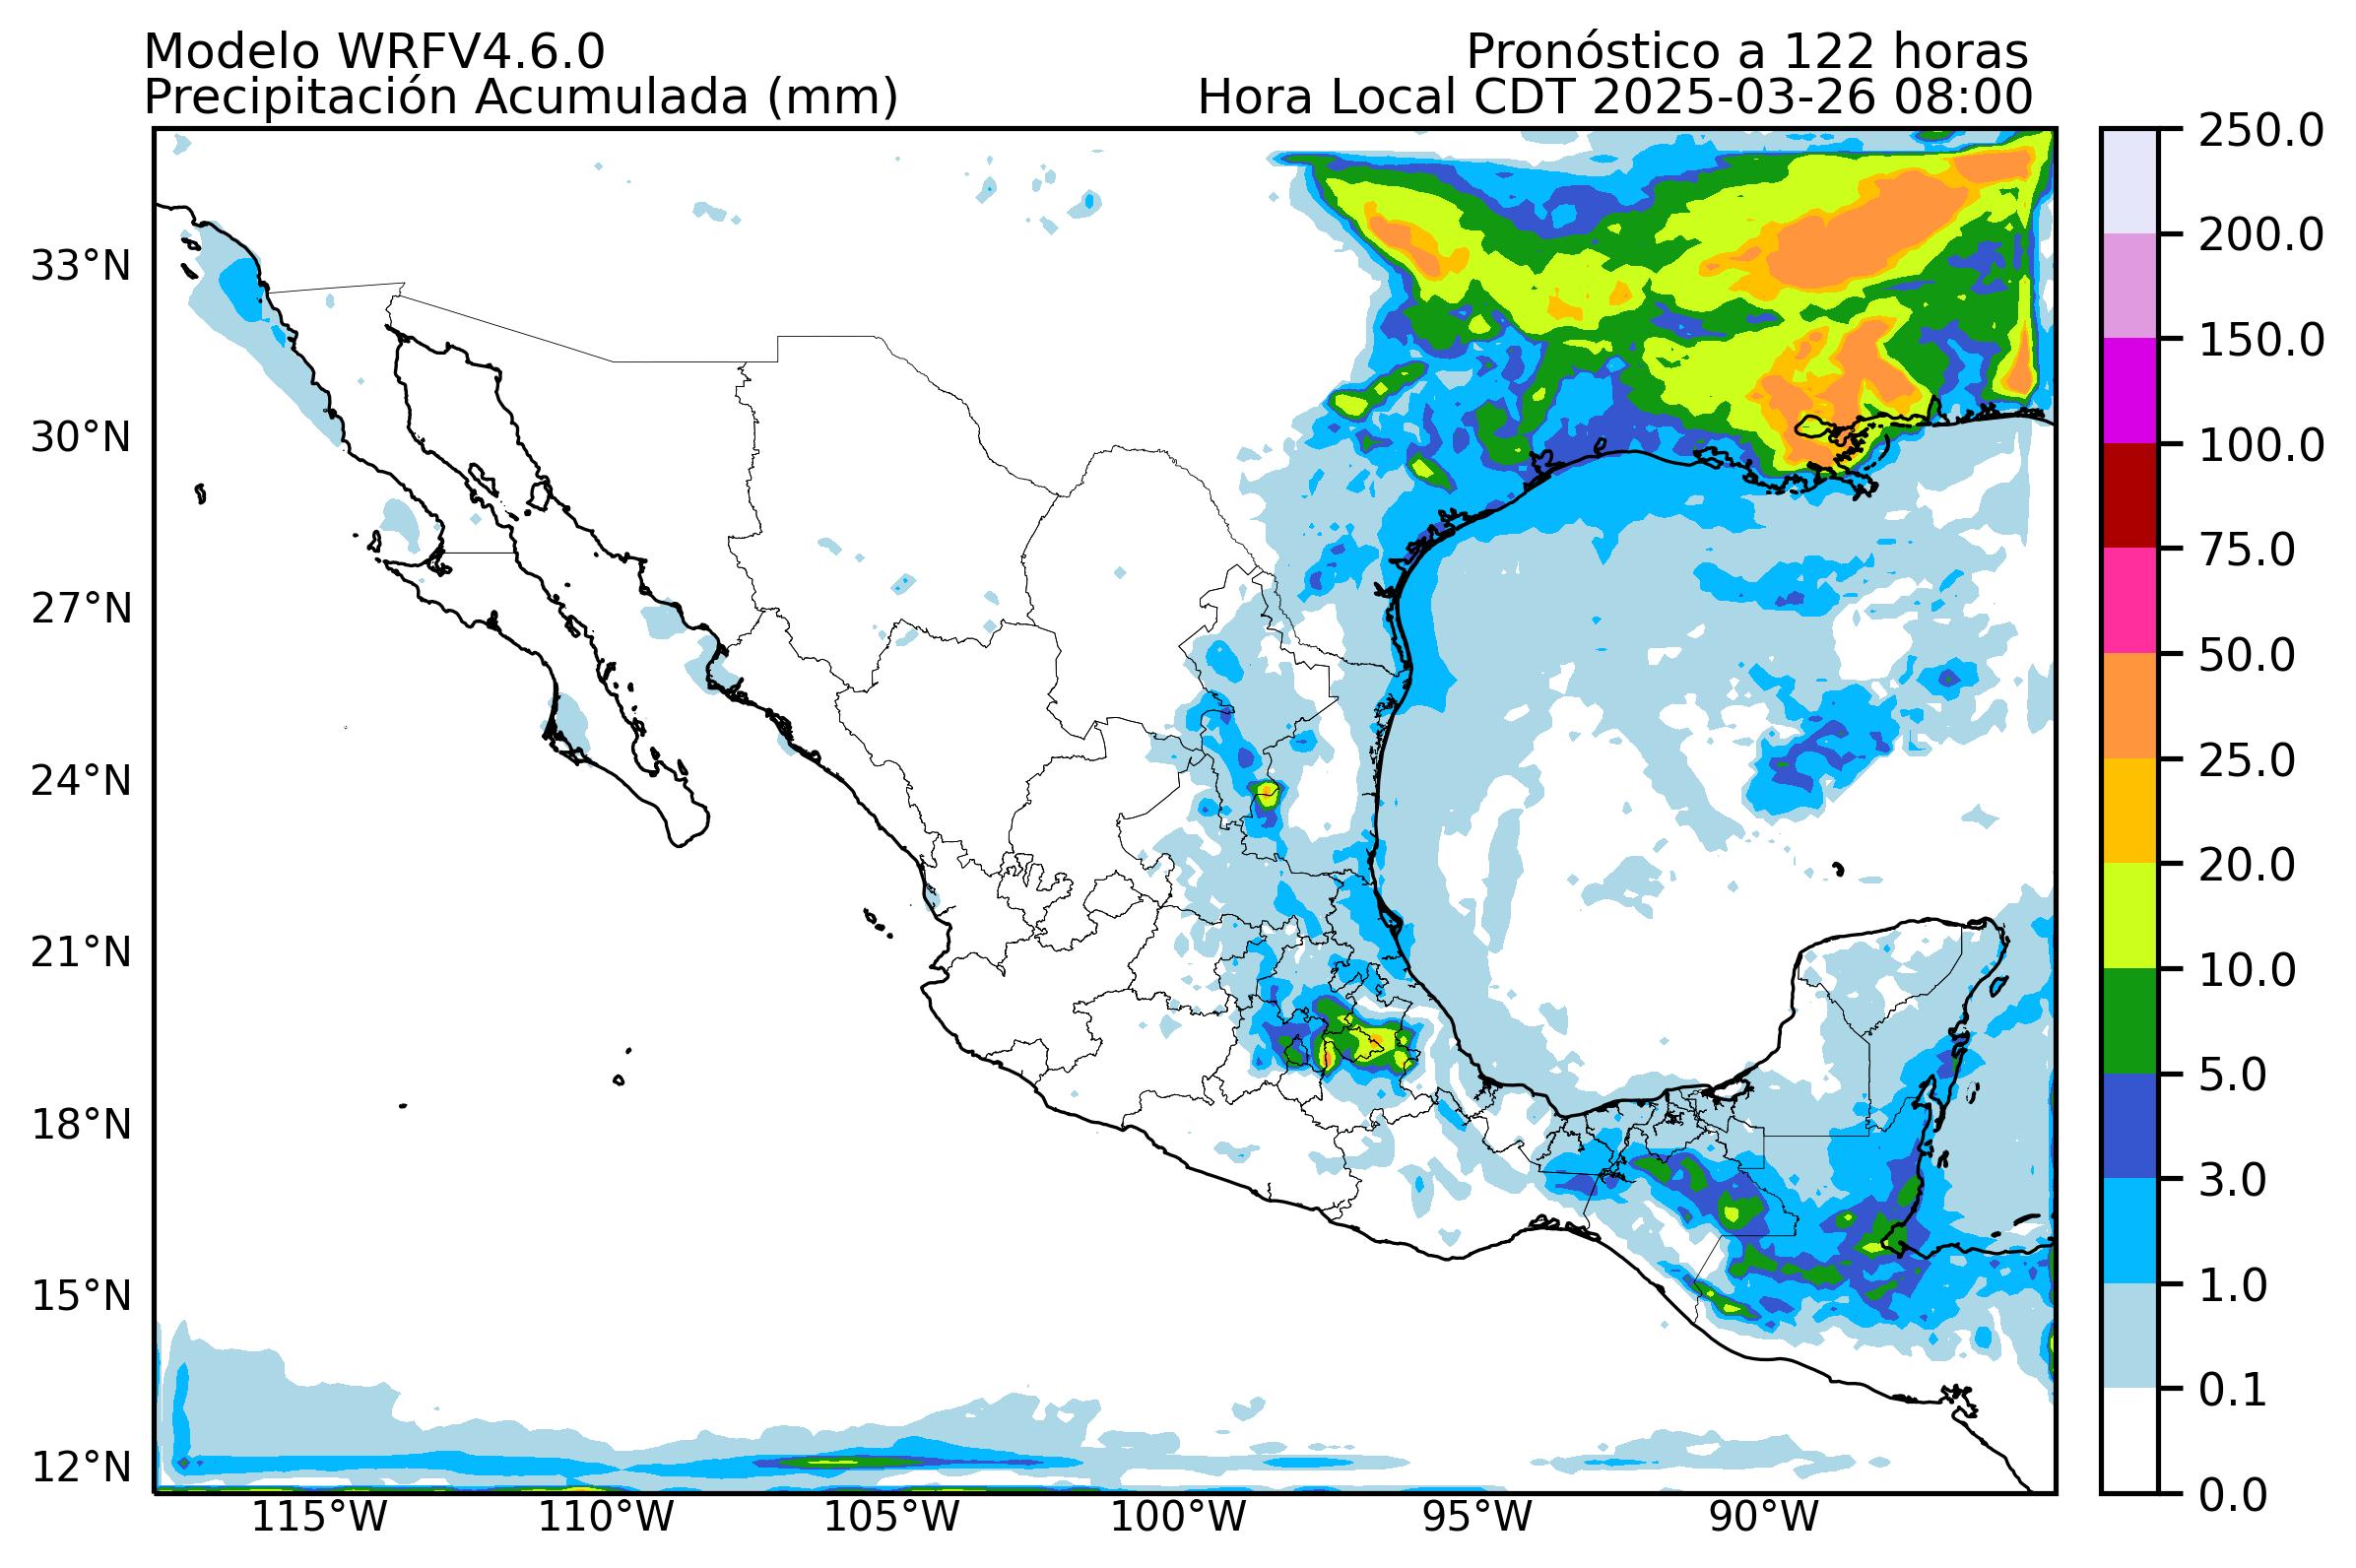 Modelo WRFV4.6.0
Pronóstico a 122 horas
Precipitación Acumulada (mm)
Hora Local CDT 2025-03-26 08:00
33°N
30°N
27°N
24°N
21°N
18°N
15°N
12°N
115°W
110°W
105°W
100°W
95°W
90°W
250.0
200.0
150.0
100.0
75.0
50.0
25.0
20.0
10.0
5.0
3.0
1.0
0.1
0.0